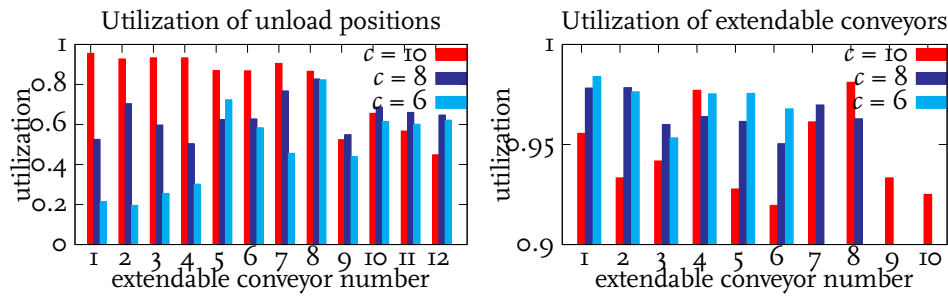 Utilization of unload positions
1
0.8
0.6
0.4
0.2
0
utilization
c = 10
c = 8
c = 6
1 2 3 4 5 6 7 8 9 10 11 12
extendable conveyor number
Utilization of extendable conveyors
1
0.95
0.9
utilization
c = 10
c = 8
c = 6
1 2 3 4 5 6 7 8 9 10
extendable conveyor number